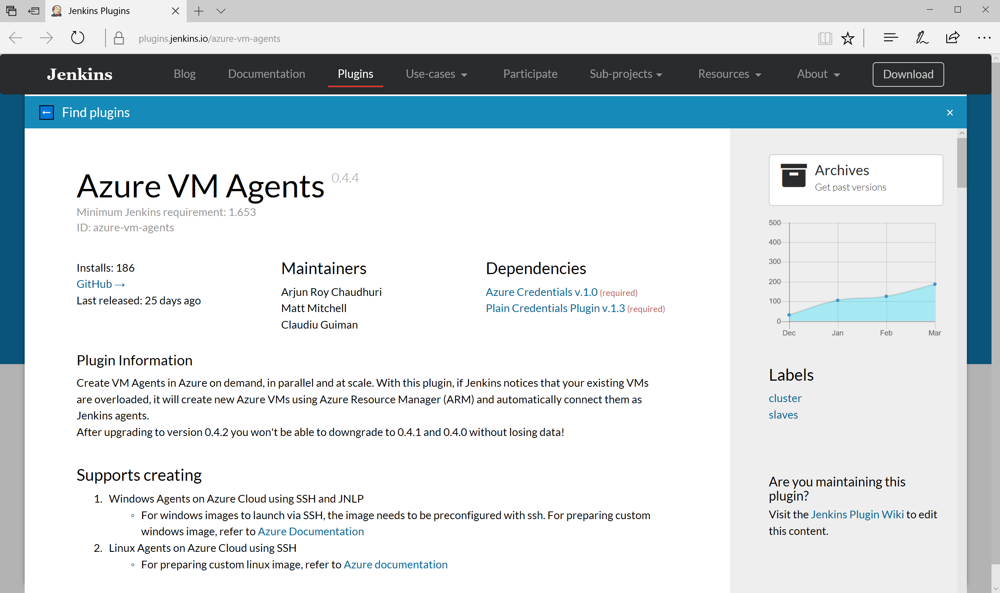 Jenkins Plugins
plugins.jenkins.io/azure-vm-agents
Jenkins
Blog
Documentation
Plugins
Use-cases
Participate
Sub-projects
Resources
About
Download
Find plugins
Azure VM Agents 0.4.4
Minimum Jenkins requirement: 1.653
ID: azure-vm-agents
Installs: 186
GitHub →
Last released: 25 days ago
Maintainers
Arjun Roy Chaudhuri
Matt Mitchell
Claudiu Guiman
Dependencies
Azure Credentials v.1.0 (required)
Plain Credentials Plugin v.1.3 (required)
Plugin Information
Create VM Agents in Azure on demand, in parallel and at scale. With this plugin, if Jenkins notices that your existing VMs
are overloaded, it will create new Azure VMs using Azure Resource Manager (ARM) and automatically connect them as
Jenkins agents.
After upgrading to version 0.4.2 you won't be able to downgrade to 0.4.1 and 0.4.0 without losing data!
Supports creating
1. Windows Agents on Azure Cloud using SSH and JNLP
◦ For windows images to launch via SSH, the image needs to be preconfigured with ssh. For preparing custom
windows image, refer to Azure Documentation
2. Linux Agents on Azure Cloud using SSH
◦ For preparing custom linux image, refer to Azure documentation
Archives
Get past versions
500
400
300
200
100
0
Dec
Jan
Feb
Mar
Labels
cluster
slaves
Are you maintaining this
plugin?
Visit the Jenkins Plugin Wiki to edit
this content.